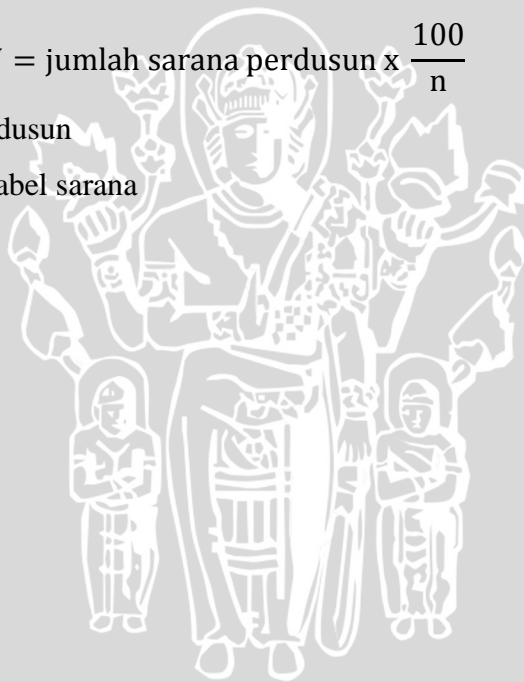 = jumlah sarana perdusun x 100/n
dusun
abel sarana